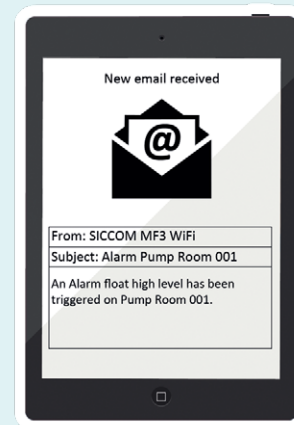 New email received
@
From: SICCOM MF3 WiFi
Subject: Alarm Pump Room 001
An Alarm float high level has been
triggered on Pump Room 001.